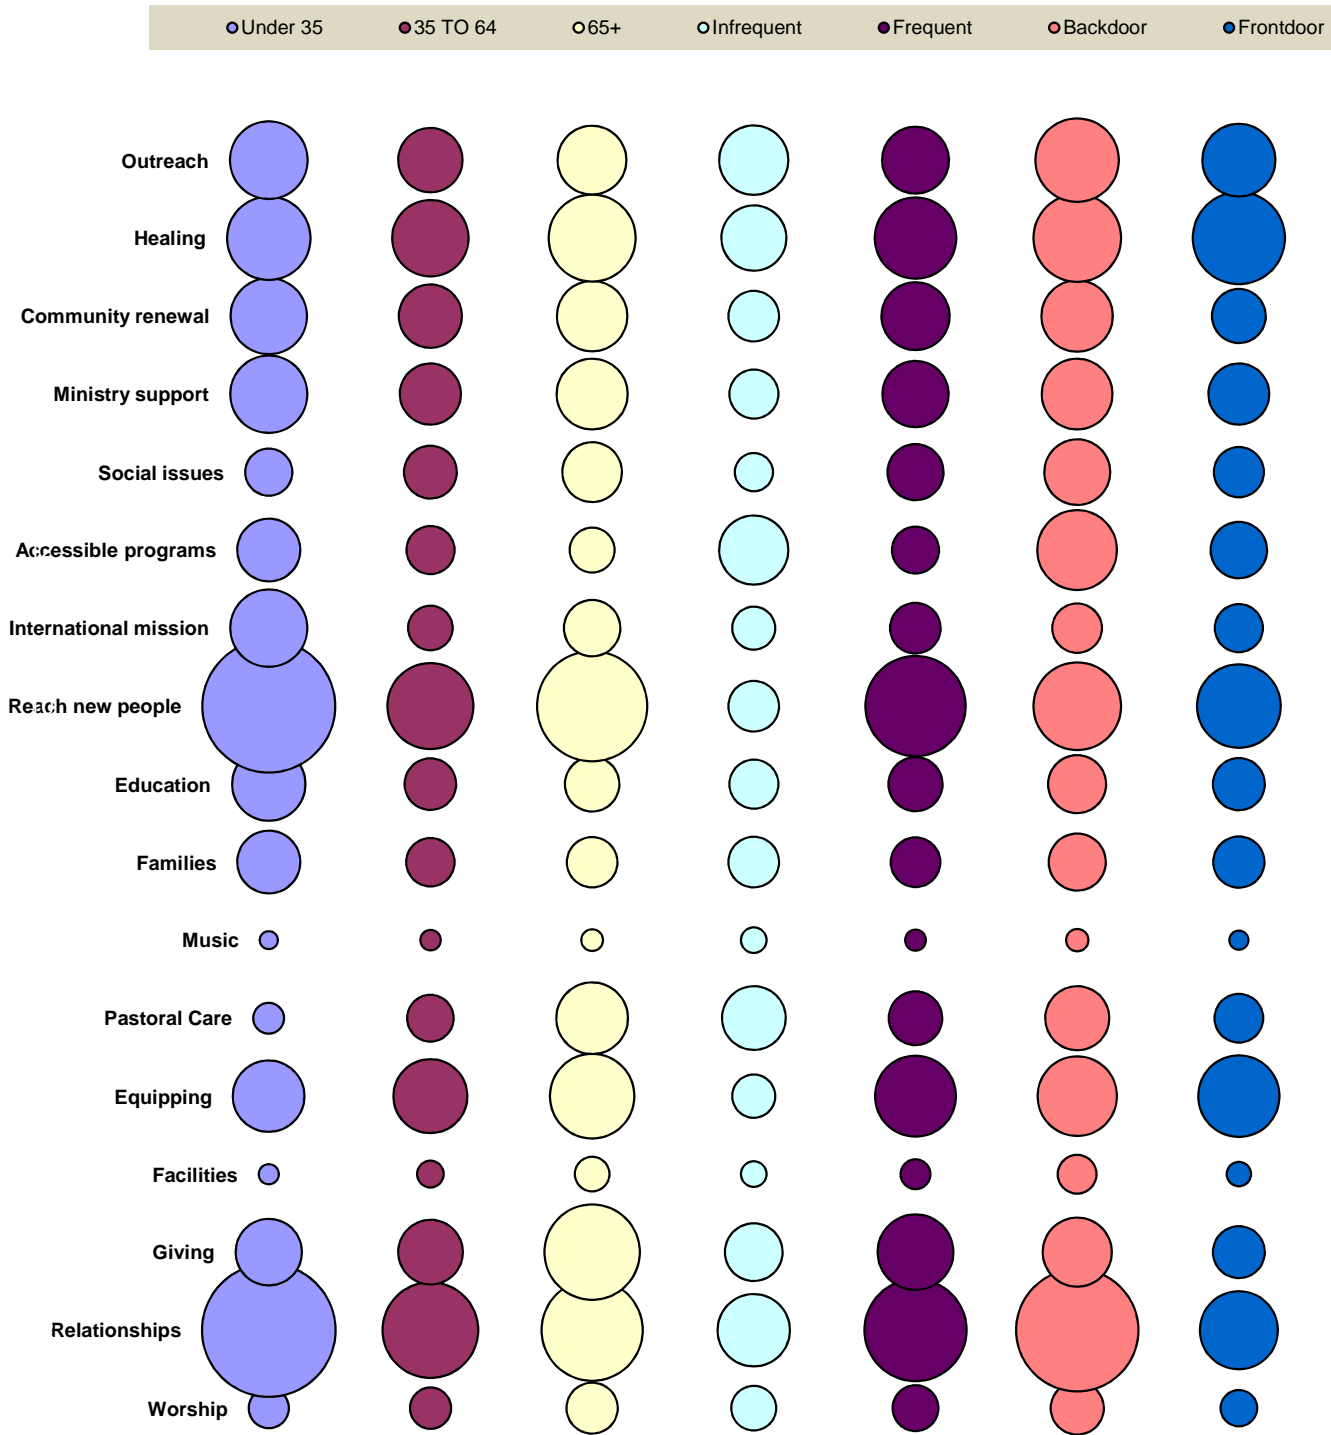 Under 35 35 TO 64 65+ Infrequent Frequent Backdoor Frontdoor
Outreach
Healing
Community renewal
Ministry support
Social issues
Accessible programs
International mission
Reach new people
Education
Families
Music
Pastoral Care
Equipping
Facilities
Giving
Relationships
Worship